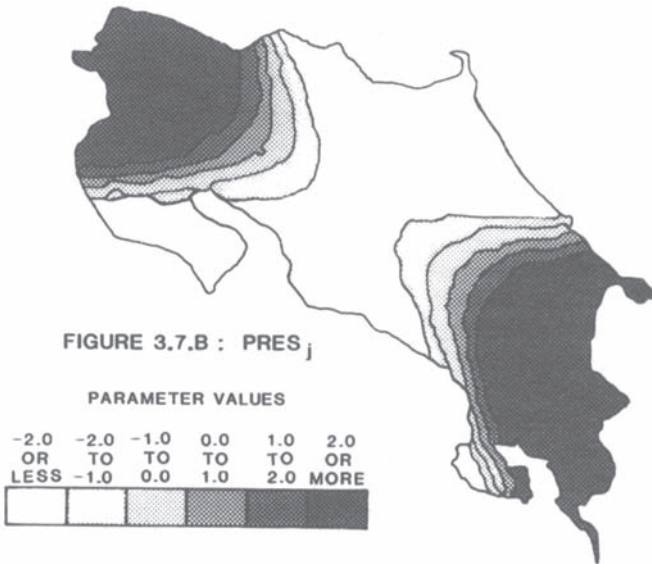 FIGURE 3.7.B : PRES j
PARAMETER VALUES
-2.0 -2.0 -1.0 0.0 1.0 2.0
OR TO TO TO TO OR
LESS -1.0 0.0 1.0 2.0 MORE